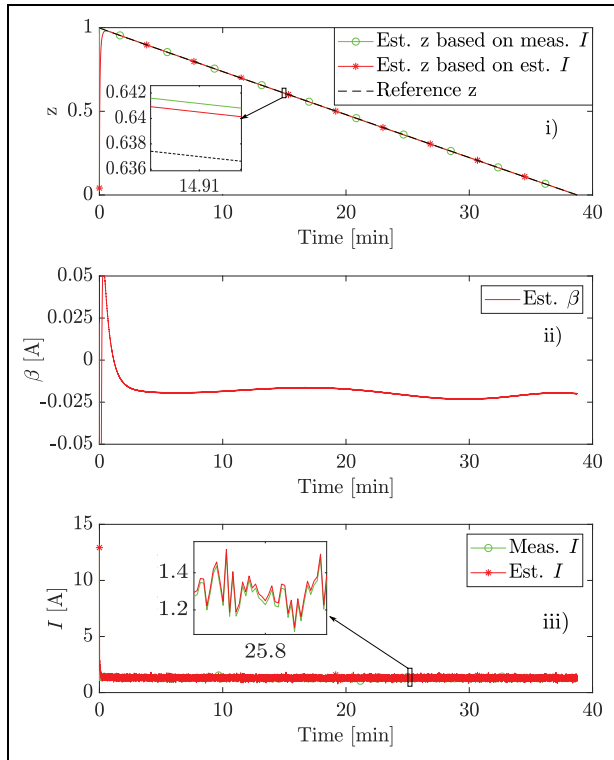 1
0.5
0
z
0.642
0.64
0.638
0.636
14.91
Est. z based on meas. I
Est. z based on est. I
Reference z
i)
0 10 20 30 40
Time [min]
0.05
0.025
0
-0.025
-0.05
β [A]
Est. β
ii)
0 10 20 30 40
Time [min]
15
10
5
0
I [A]
1.4
1.2
25.8
Meas. I
Est. I
iii)
0 10 20 30 40
Time [min]